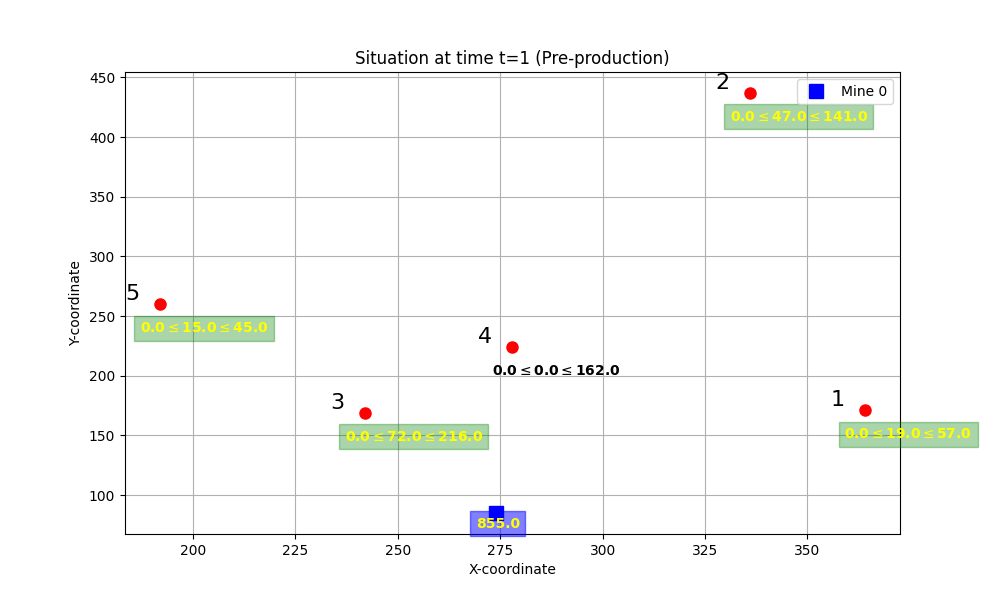 Situation at time t=1 (Pre-production)
450
400
350
300
250
200
150
100
Y-coordinate
2
Mine 0
0.0 ≤ 47.0 ≤ 141.0
5
0.0 ≤ 15.0 ≤ 45.0
4
0.0 ≤ 0.0 ≤ 162.0
3
0.0 ≤ 72.0 ≤ 216.0
1
0.0 ≤ 19.0 ≤ 57.0
855.0
200
225
250
275
300
325
350
X-coordinate